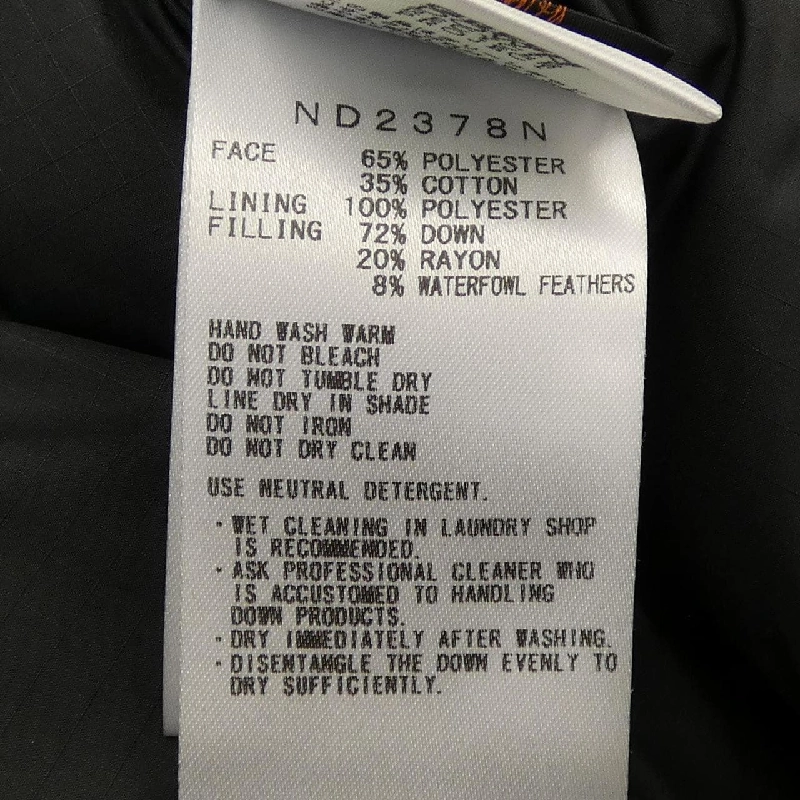 ND2378N
FACE 65% POLYESTER
35% COTTON
LINING 100% POLYESTER
FILLING 72% DOWN
20% RAYON
8% WATERFOWL FEATHERS
HAND WASH WARM
DO NOT BLEACH
DO NOT TUMBLE DRY
LINE DRY IN SHADE
DO NOT IRON
DO NOT DRY CLEAN
USE NEUTRAL DETERGENT.
・WET CLEANING IN LAUNDRY SHOP
IS RECOMMENDED.
・ASK PROFESSIONAL CLEANER WHO
IS ACCUSTOMED TO HANDLING
DOWN PRODUCTS.
・DRY IMMEDIATELY AFTER WASHING.
・DISENTANGLE THE DOWN EVENLY TO
DRY SUFFICIENTLY.